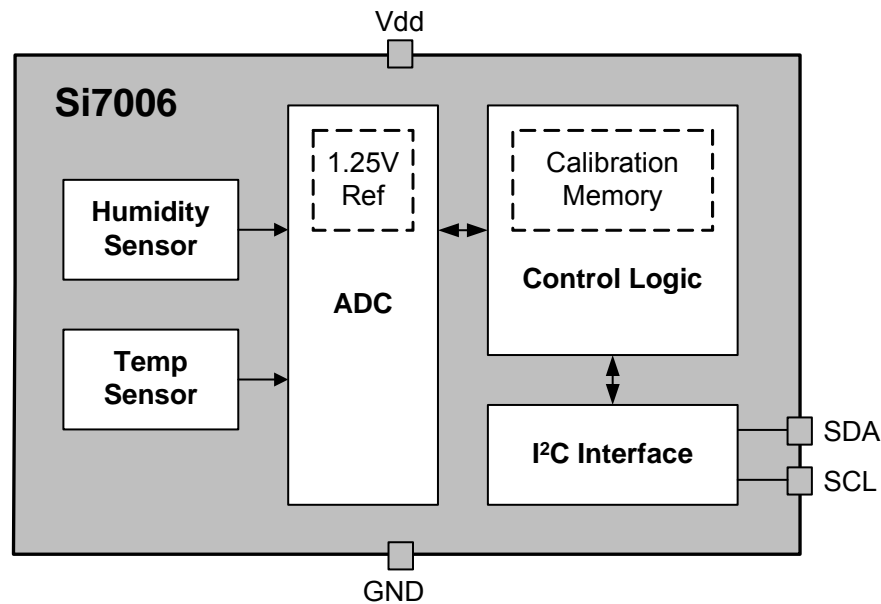 Vdd
Si7006
1.25V
Ref
Calibration
Memory
Humidity
Sensor
Control Logic
ADC
Temp
Sensor
I²C Interface
SDA
SCL
GND